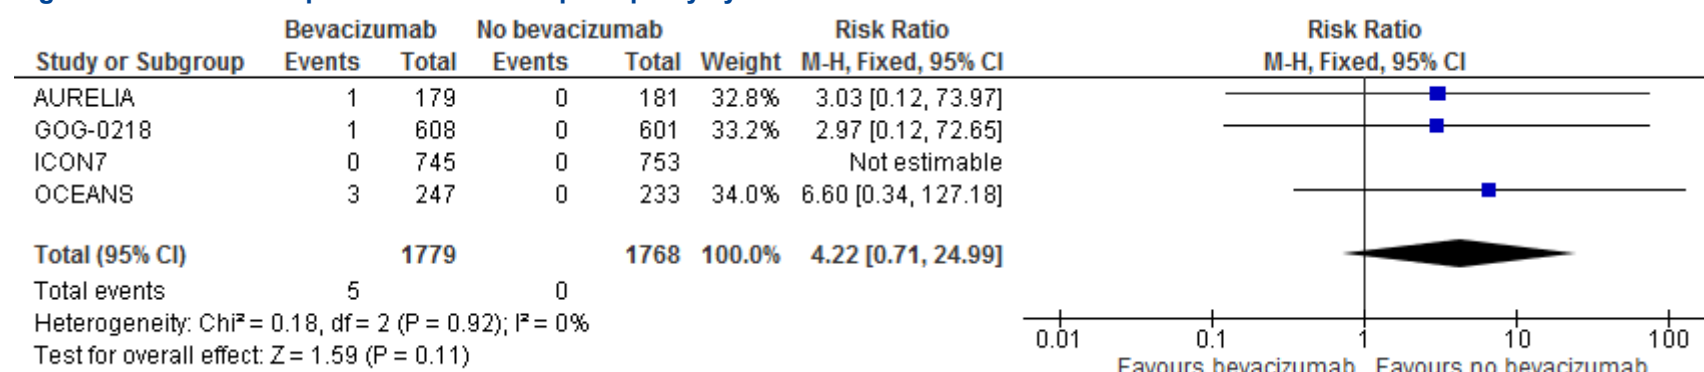 Bevacizumab No bevacizumab Risk Ratio Risk Ratio
Study or Subgroup Events Total Events Total Weight M-H, Fixed, 95% CI M-H, Fixed, 95% CI
AURELIA 1 179 0 181 32.8% 3.03 [0.12, 73.97]
GOG-0218 1 608 0 601 33.2% 2.97 [0.12, 72.65]
ICON7 0 745 0 753 Not estimable
OCEANS 3 247 0 233 34.0% 6.60 [0.34, 127.18]
Total (95% CI) 1779 1768 100.0% 4.22 [0.71, 24.99]
Total events 5 0
Heterogeneity: Chi² = 0.18, df = 2 (P = 0.92); I² = 0%
Test for overall effect: Z = 1.59 (P = 0.11)
0.01 0.1 1 10 100
Favours bevacizumab Favours no bevacizumab